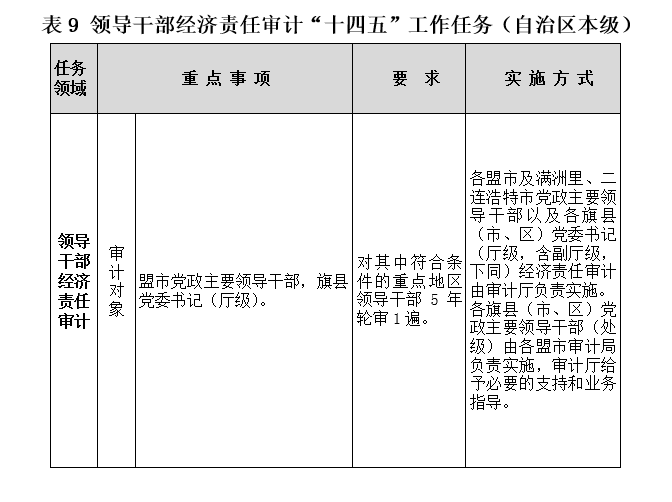 表 9 领导干部经济责任审计“十四五”工作任务（自治区本级）
任务
领域
重 点 事 项
要 求
实 施 方 式
领导
干部
经济
责任
审计
审
计
对
象
盟市党政主要领导干部，旗县
党委书记（厅级）。
对其中符合条
件的重点地区
领导干部 5 年
轮审 1 遍。
各盟市及满洲里、二
连浩特市党政主要领
导干部以及各旗县
（市、区）党委书记
（厅级，含副厅级，
下同）经济责任审计
由审计厅负责实施。
各旗县（市、区）党
政主要领导干部（处
级）由各盟市审计局
负责实施，审计厅给
予必要的支持和业务
指导。